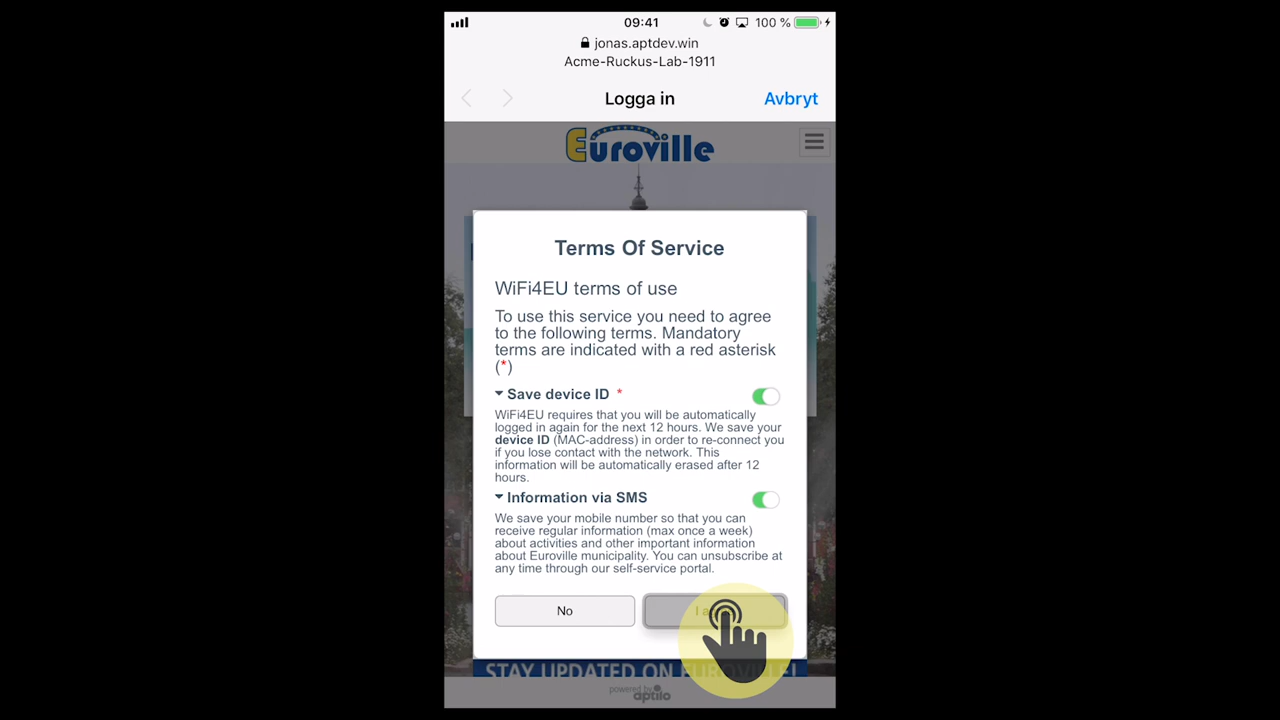 09:41
100 %
jonas.aptdev.win
Acme-Ruckus-Lab-1911
Logga in
Avbryt
Euroville
Terms Of Service
WiFi4EU terms of use
To use this service you need to agree
to the following terms. Mandatory
terms are indicated with a red asterisk
(*)
Save device ID *
WiFi4EU requires that you will be automatically
logged in again for the next 12 hours. We save your
device ID (MAC-address) in order to re-connect you
if you lose contact with the network. This
information will be automatically erased after 12
hours.
Information via SMS
We save your mobile number so that you can
receive regular information (max once a week)
about activities and other important information
about Euroville municipality. You can unsubscribe at
any time through our self-service portal.
No
I
STAY UPDATED ON EUROVILLE!
powered by
aptilo